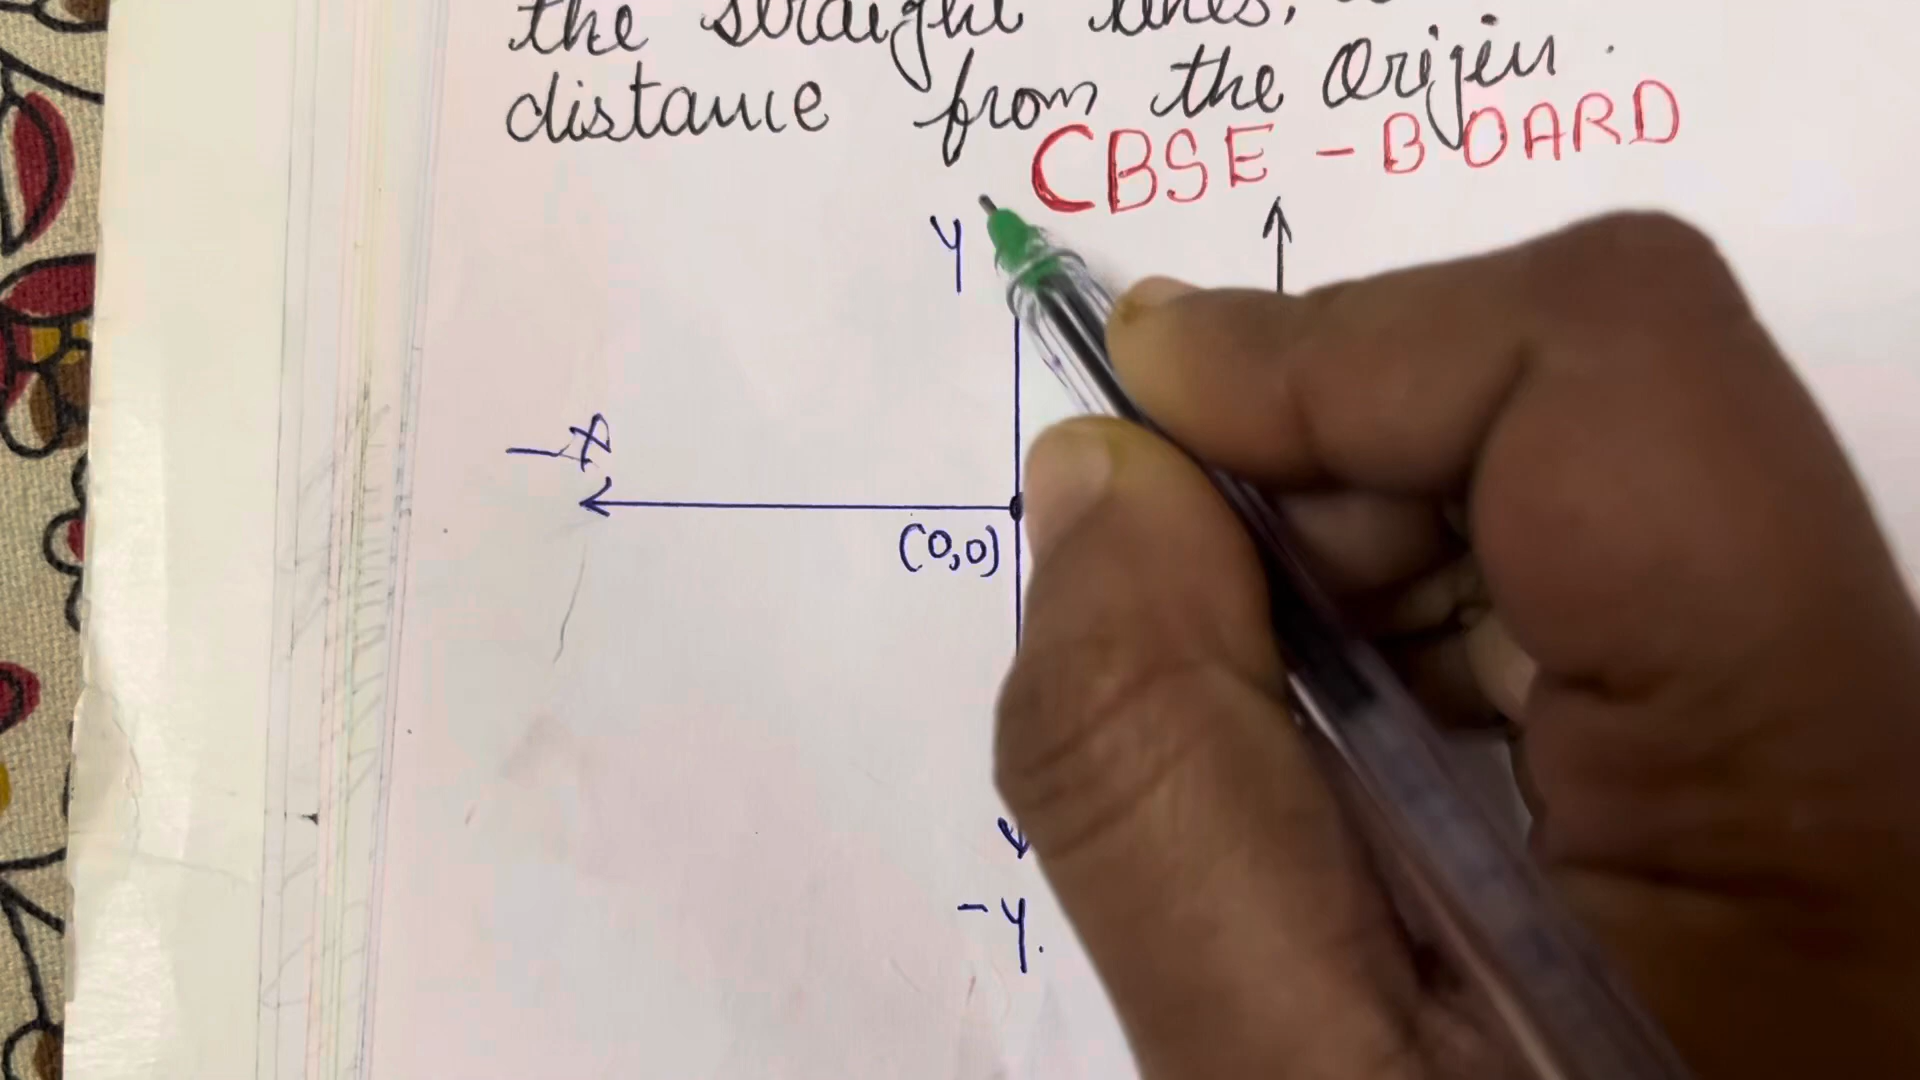 the straight lines,
distance from the origin.
CBSE - BOARD
y
-x
(0,0)
-y.